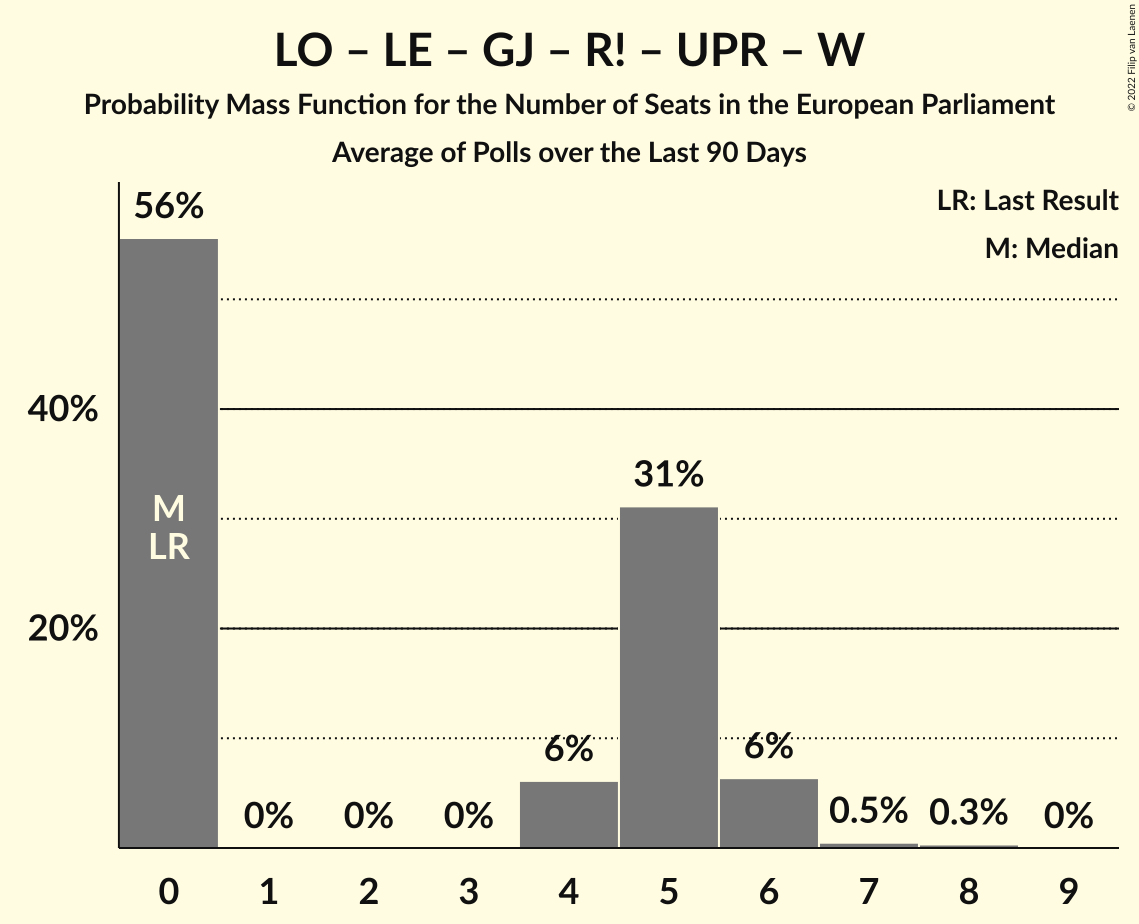 LO – LE – GJ – R! – UPR – W
Probability Mass Function for the Number of Seats in the European Parliament
Average of Polls over the Last 90 Days
© 2022 Filip van Laenen
LR: Last Result
M: Median
56%
40%
31%
M
LR
20%
6%
6%
0%
0%
0%
0.5%
0.3%
0%
0
1
2
3
4
5
6
7
8
9